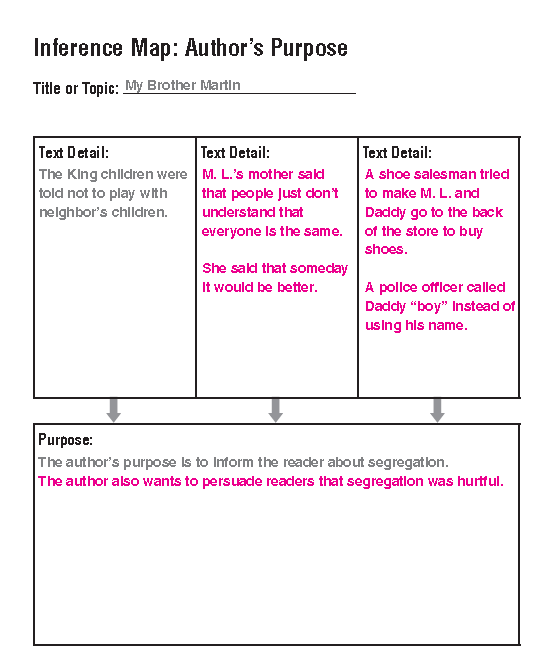 Inference Map: Author's Purpose
Title or Topic: My Brother Martin
Text Detail:
The King children were
told not to play with
neighbor's children.
Text Detail:
M. L.'s mother said
that people just don't
understand that
everyone is the same.
She said that someday
it would be better.
Text Detail:
A shoe salesman tried
to make M. L. and
Daddy go to the back
of the store to buy
shoes.
A police officer called
Daddy “boy” instead of
using his name.
Purpose:
The author's purpose is to inform the reader about segregation.
The author also wants to persuade readers that segregation was hurtful.